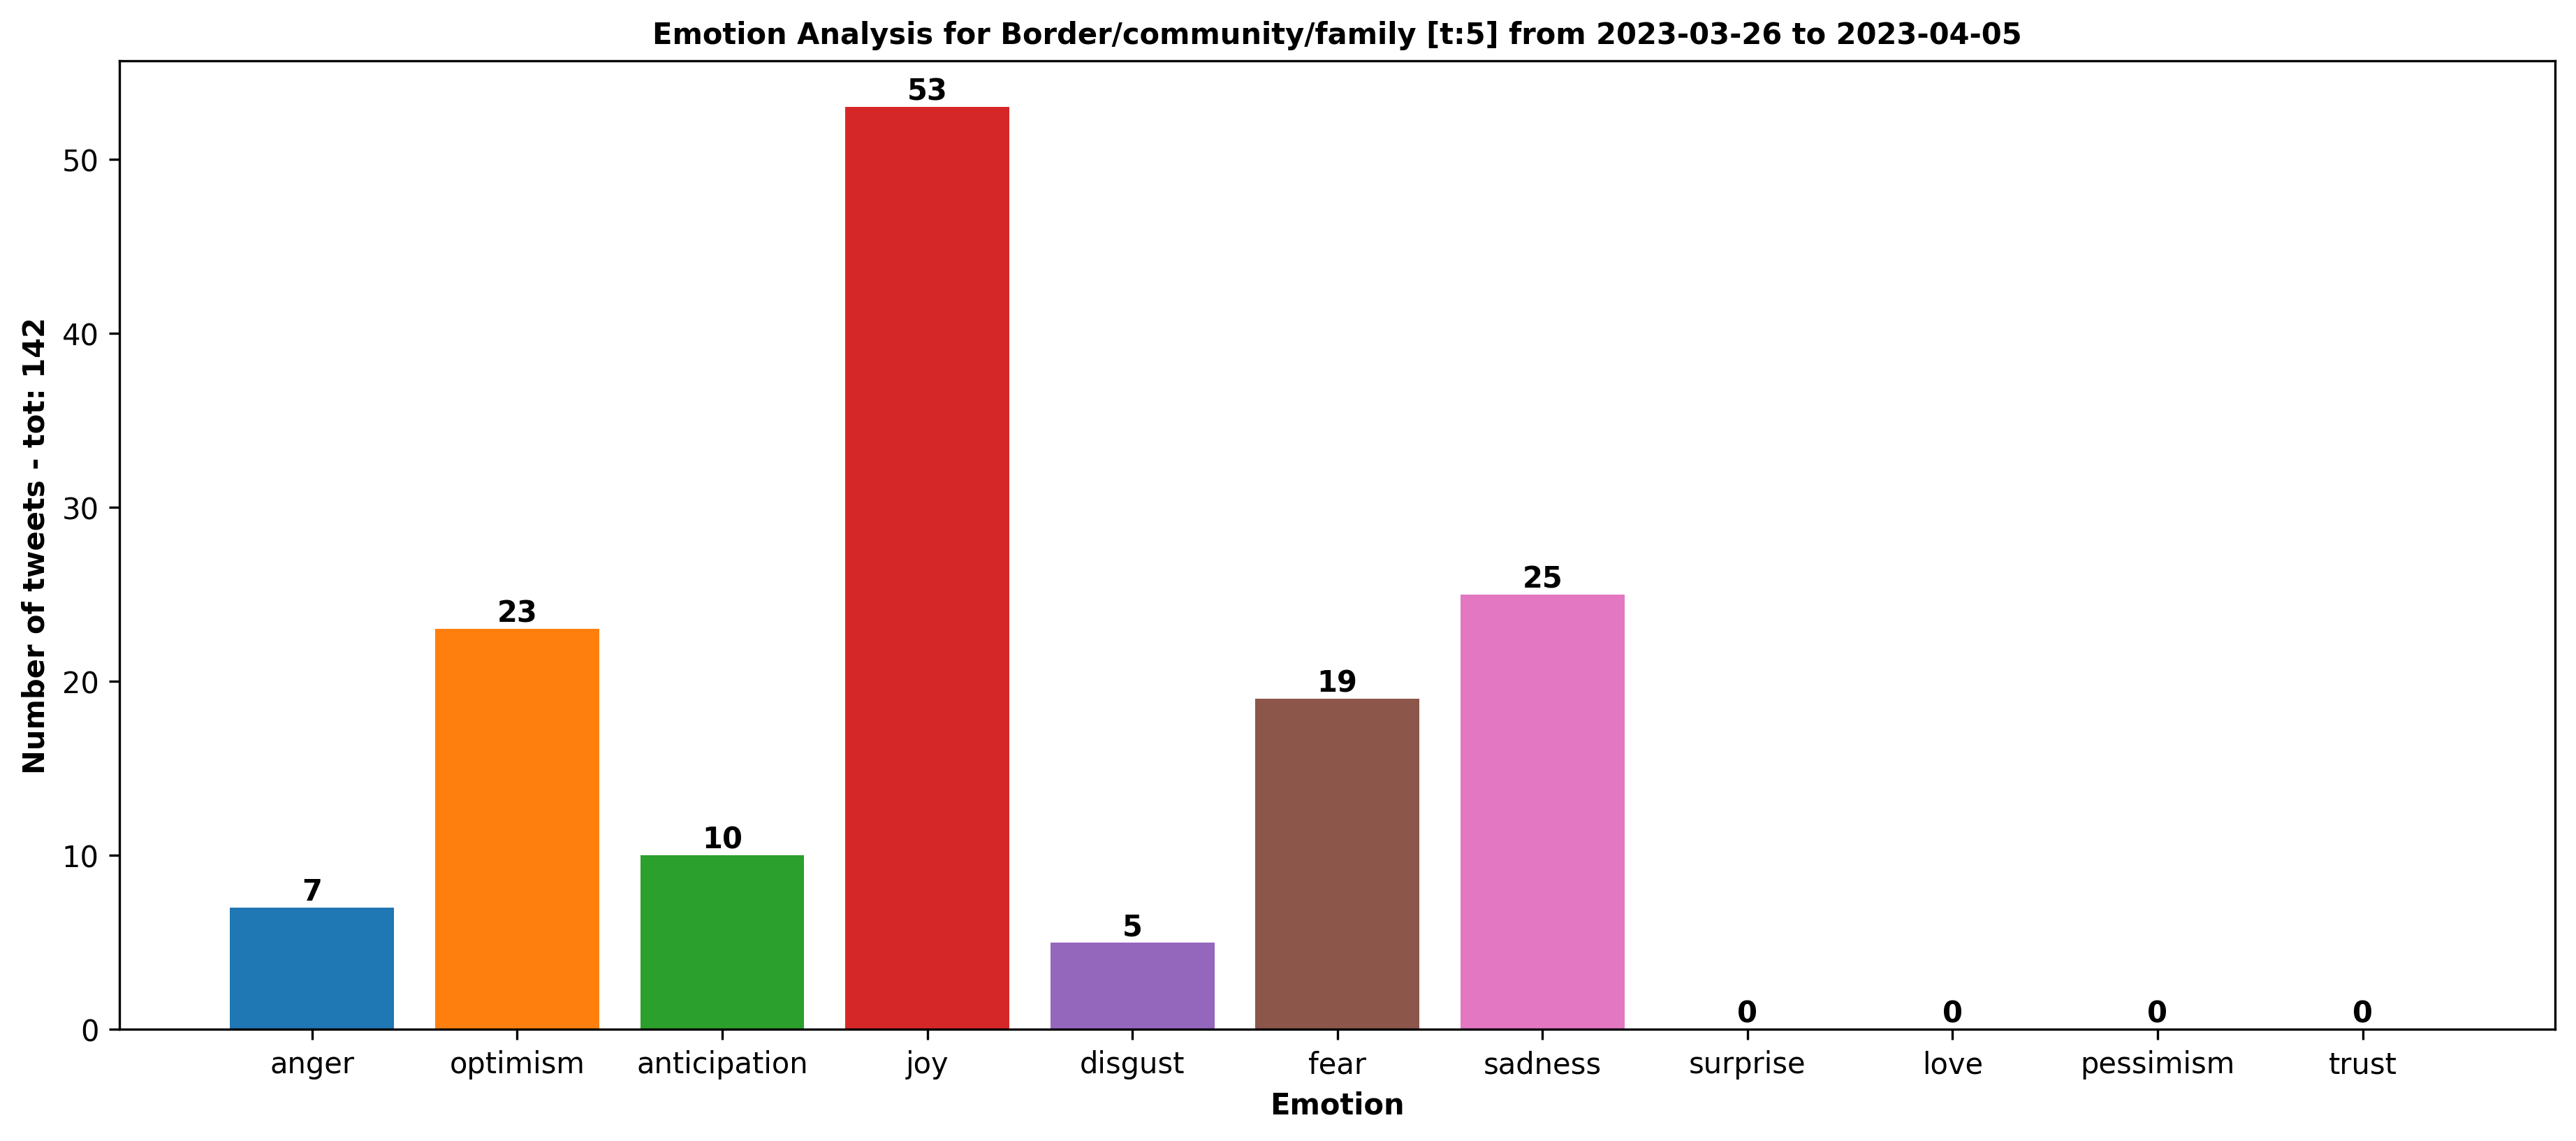 Emotion Analysis for Border/community/family [t:5] from 2023-03-26 to 2023-04-05
Number of tweets - tot: 142
50
40
30
20
10
0
7
23
10
53
5
19
25
0
0
0
0
anger
optimism
anticipation
joy
disgust
fear
sadness
surprise
love
pessimism
trust
Emotion